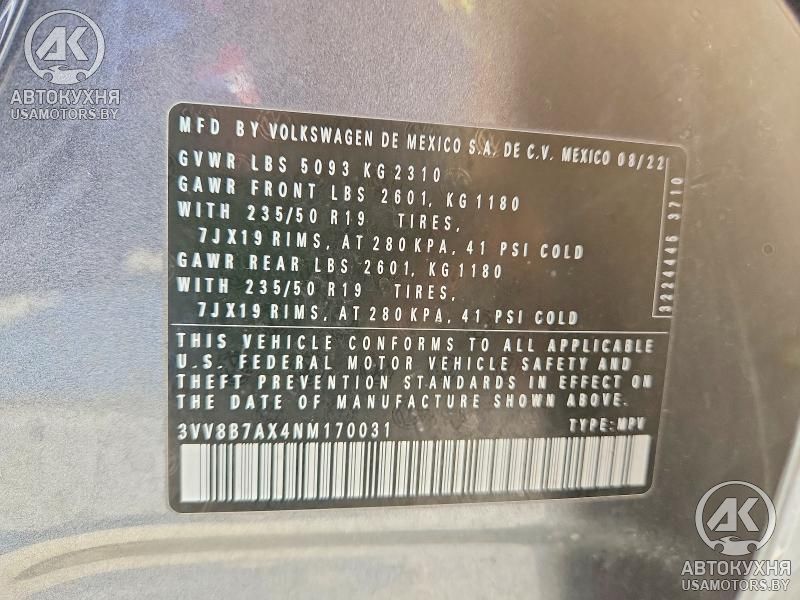 AK
АВТОКУХНЯ
USAMOTORS.BY
MFD BY VOLKSWAGEN DE MEXICO S.A. DE C.V. MEXICO 08/22
GVWR LBS 5093 KG 2310
GAWR FRONT LBS 2601, KG 1180
WITH 235/50 R19 TIRES,
7JX19 RIMS, AT 280 KPA, 41 PSI COLD
GAWR REAR LBS 2601, KG 1180
WITH 235/50 R19 TIRES,
7JX19 RIMS, AT 280 KPA, 41 PSI COLD
3224446 3710
THIS VEHICLE CONFORMS TO ALL APPLICABLE
U.S. FEDERAL MOTOR VEHICLE SAFETY AND
THEFT PREVENTION STANDARDS IN EFFECT ON
THE DATE OF MANUFACTURE SHOWN ABOVE.
3VV8B7AX4NM170031 TYPE:MPV
AK
АВТОКУХНЯ
USAMOTORS.BY